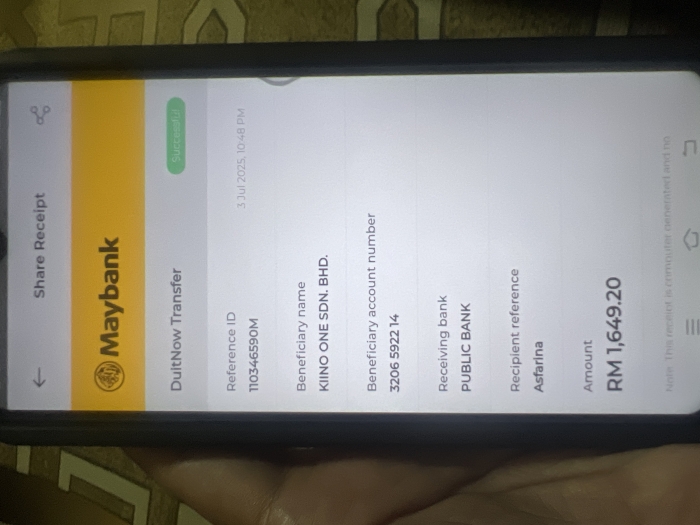 Share Receipt
Maybank
DuitNow Transfer
Successful
Reference ID
110346590M
3 Jul 2025, 10:48 PM
Beneficiary name
KIINO ONE SDN. BHD.
Beneficiary account number
3206 5922 14
Receiving bank
PUBLIC BANK
Recipient reference
Asfarina
Amount
RM 1,649.20
Note: This receipt is computer generated and no